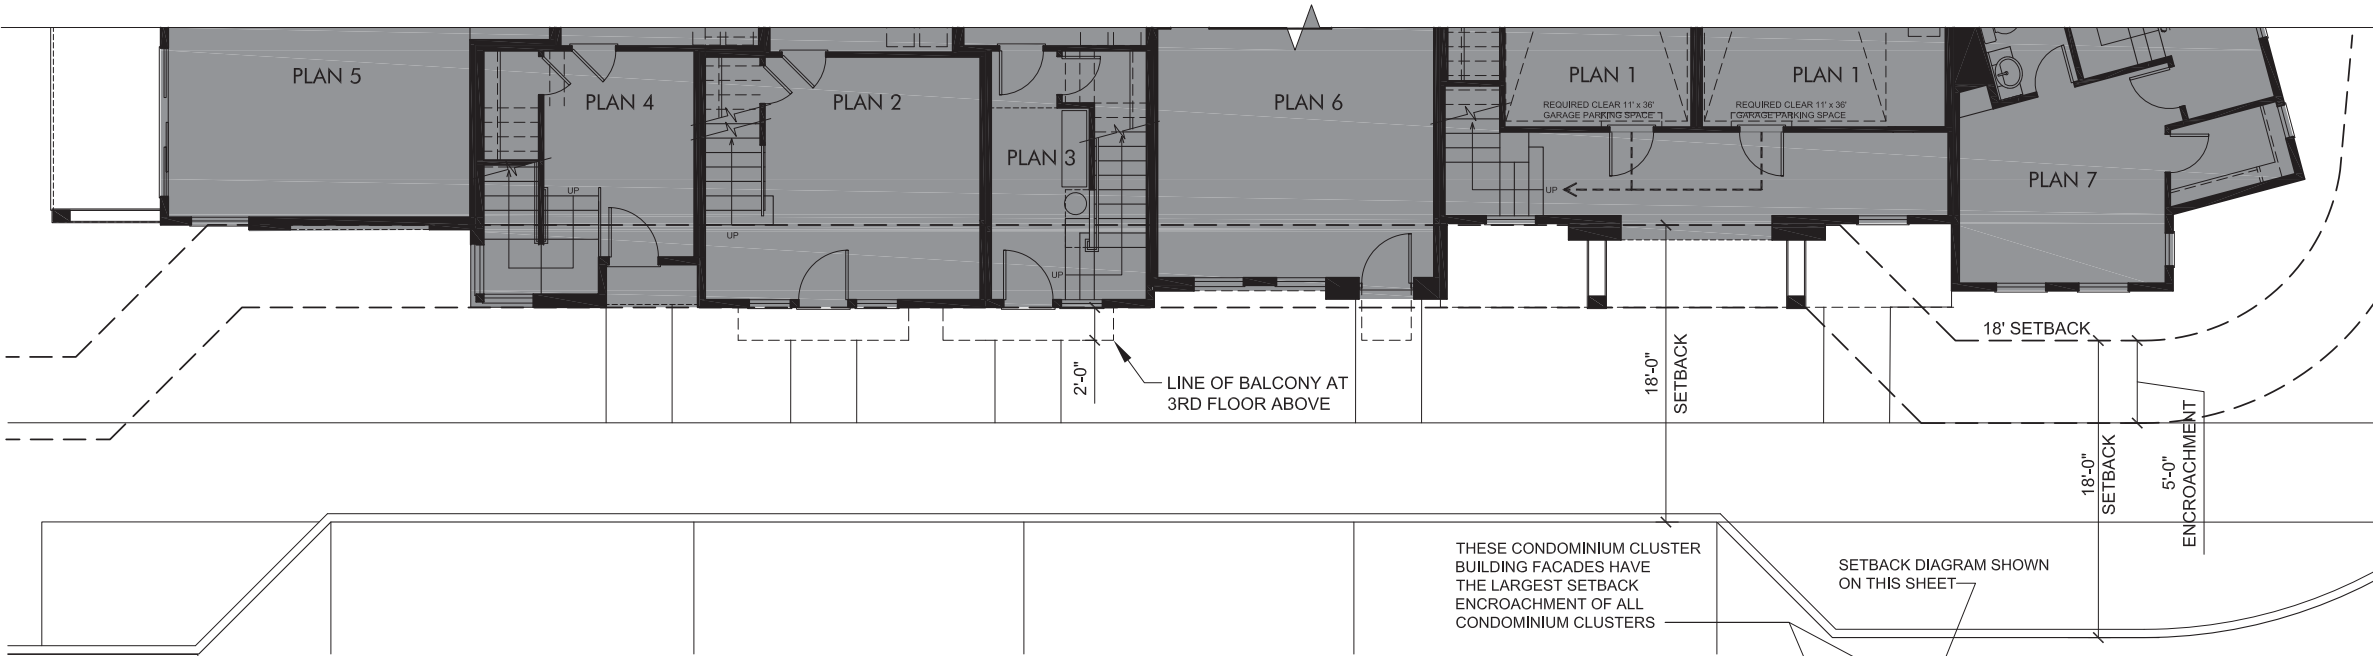 PLAN 5
PLAN 4
PLAN 2
PLAN 3
PLAN 6
PLAN 1
REQUIRED CLEAR 11' x 36'
GARAGE PARKING SPACE
PLAN 1
REQUIRED CLEAR 11' x 36'
GARAGE PARKING SPACE
PLAN 7
UP
UP
UP
UP
18' SETBACK
2'-0"
LINE OF BALCONY AT
3RD FLOOR ABOVE
18'-0"
SETBACK
18'-0"
SETBACK
5'-0"
ENCROACHMENT
THESE CONDOMINIUM CLUSTER
BUILDING FACADES HAVE
THE LARGEST SETBACK
ENCROACHMENT OF ALL
CONDOMINIUM CLUSTERS
SETBACK DIAGRAM SHOWN
ON THIS SHEET